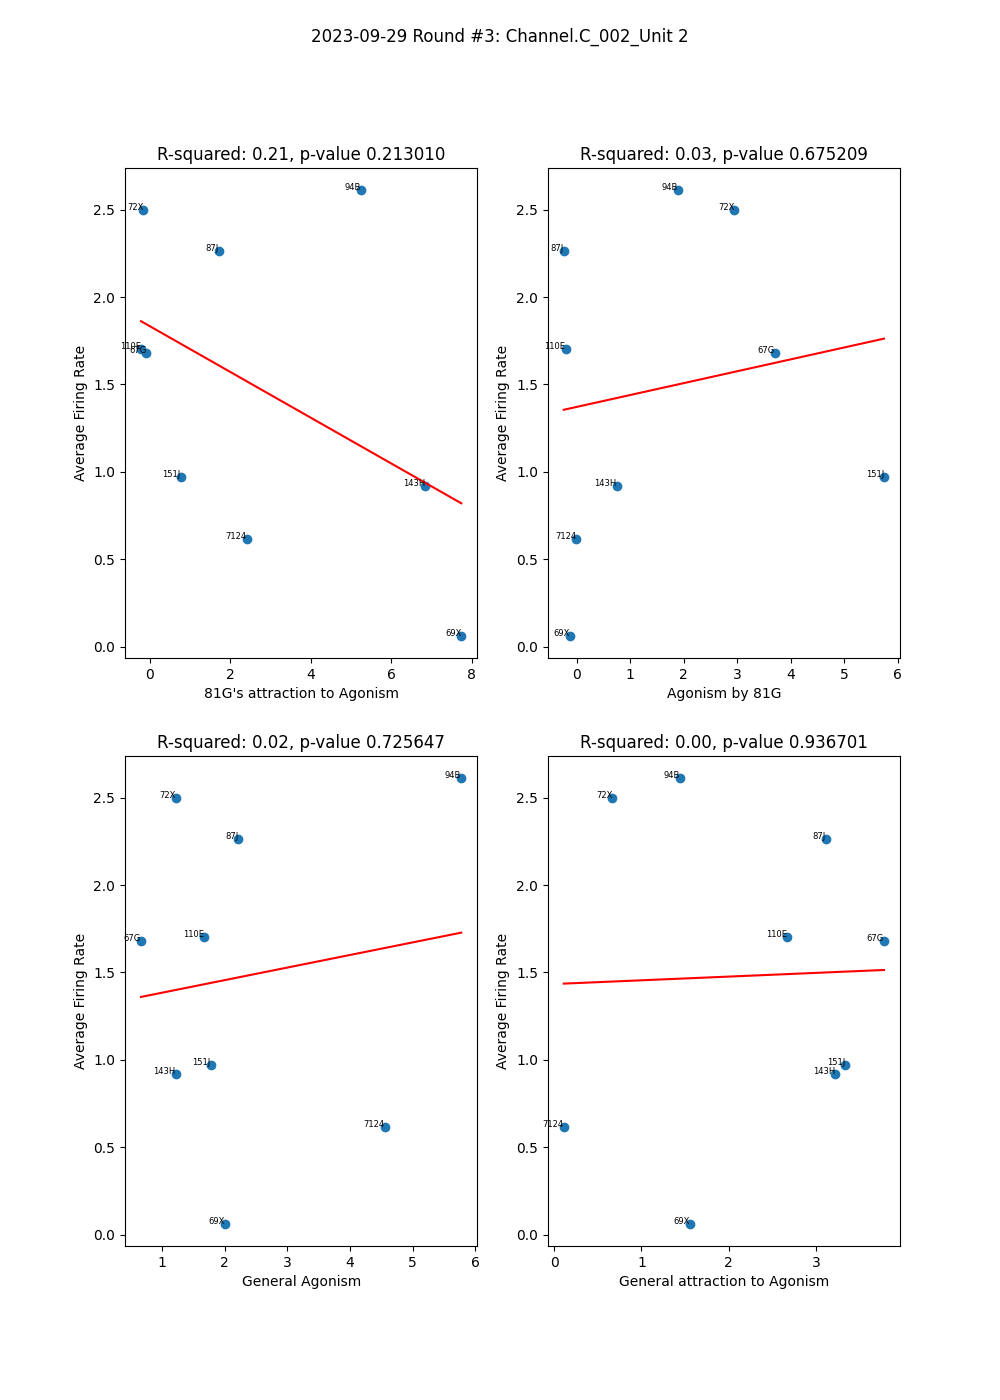 2023-09-29 Round #3: Channel.C_002_Unit 2
R-squared: 0.21, p-value 0.213010
Average Firing Rate
2.5
2.0
1.5
1.0
0.5
0.0
94B
72X
87J
110E
67G
151J
143H
7124
69X
0 2 4 6 8
81G's attraction to Agonism
R-squared: 0.03, p-value 0.675209
Average Firing Rate
2.5
2.0
1.5
1.0
0.5
0.0
94B
72X
87J
110E
67G
151J
143H
7124
69X
0 1 2 3 4 5 6
Agonism by 81G
R-squared: 0.02, p-value 0.725647
Average Firing Rate
2.5
2.0
1.5
1.0
0.5
0.0
94B
72X
87J
110E
67G
151J
143H
7124
69X
1 2 3 4 5 6
General Agonism
R-squared: 0.00, p-value 0.936701
Average Firing Rate
2.5
2.0
1.5
1.0
0.5
0.0
94B
72X
87J
110E
67G
151J
143H
7124
69X
0 1 2 3
General attraction to Agonism